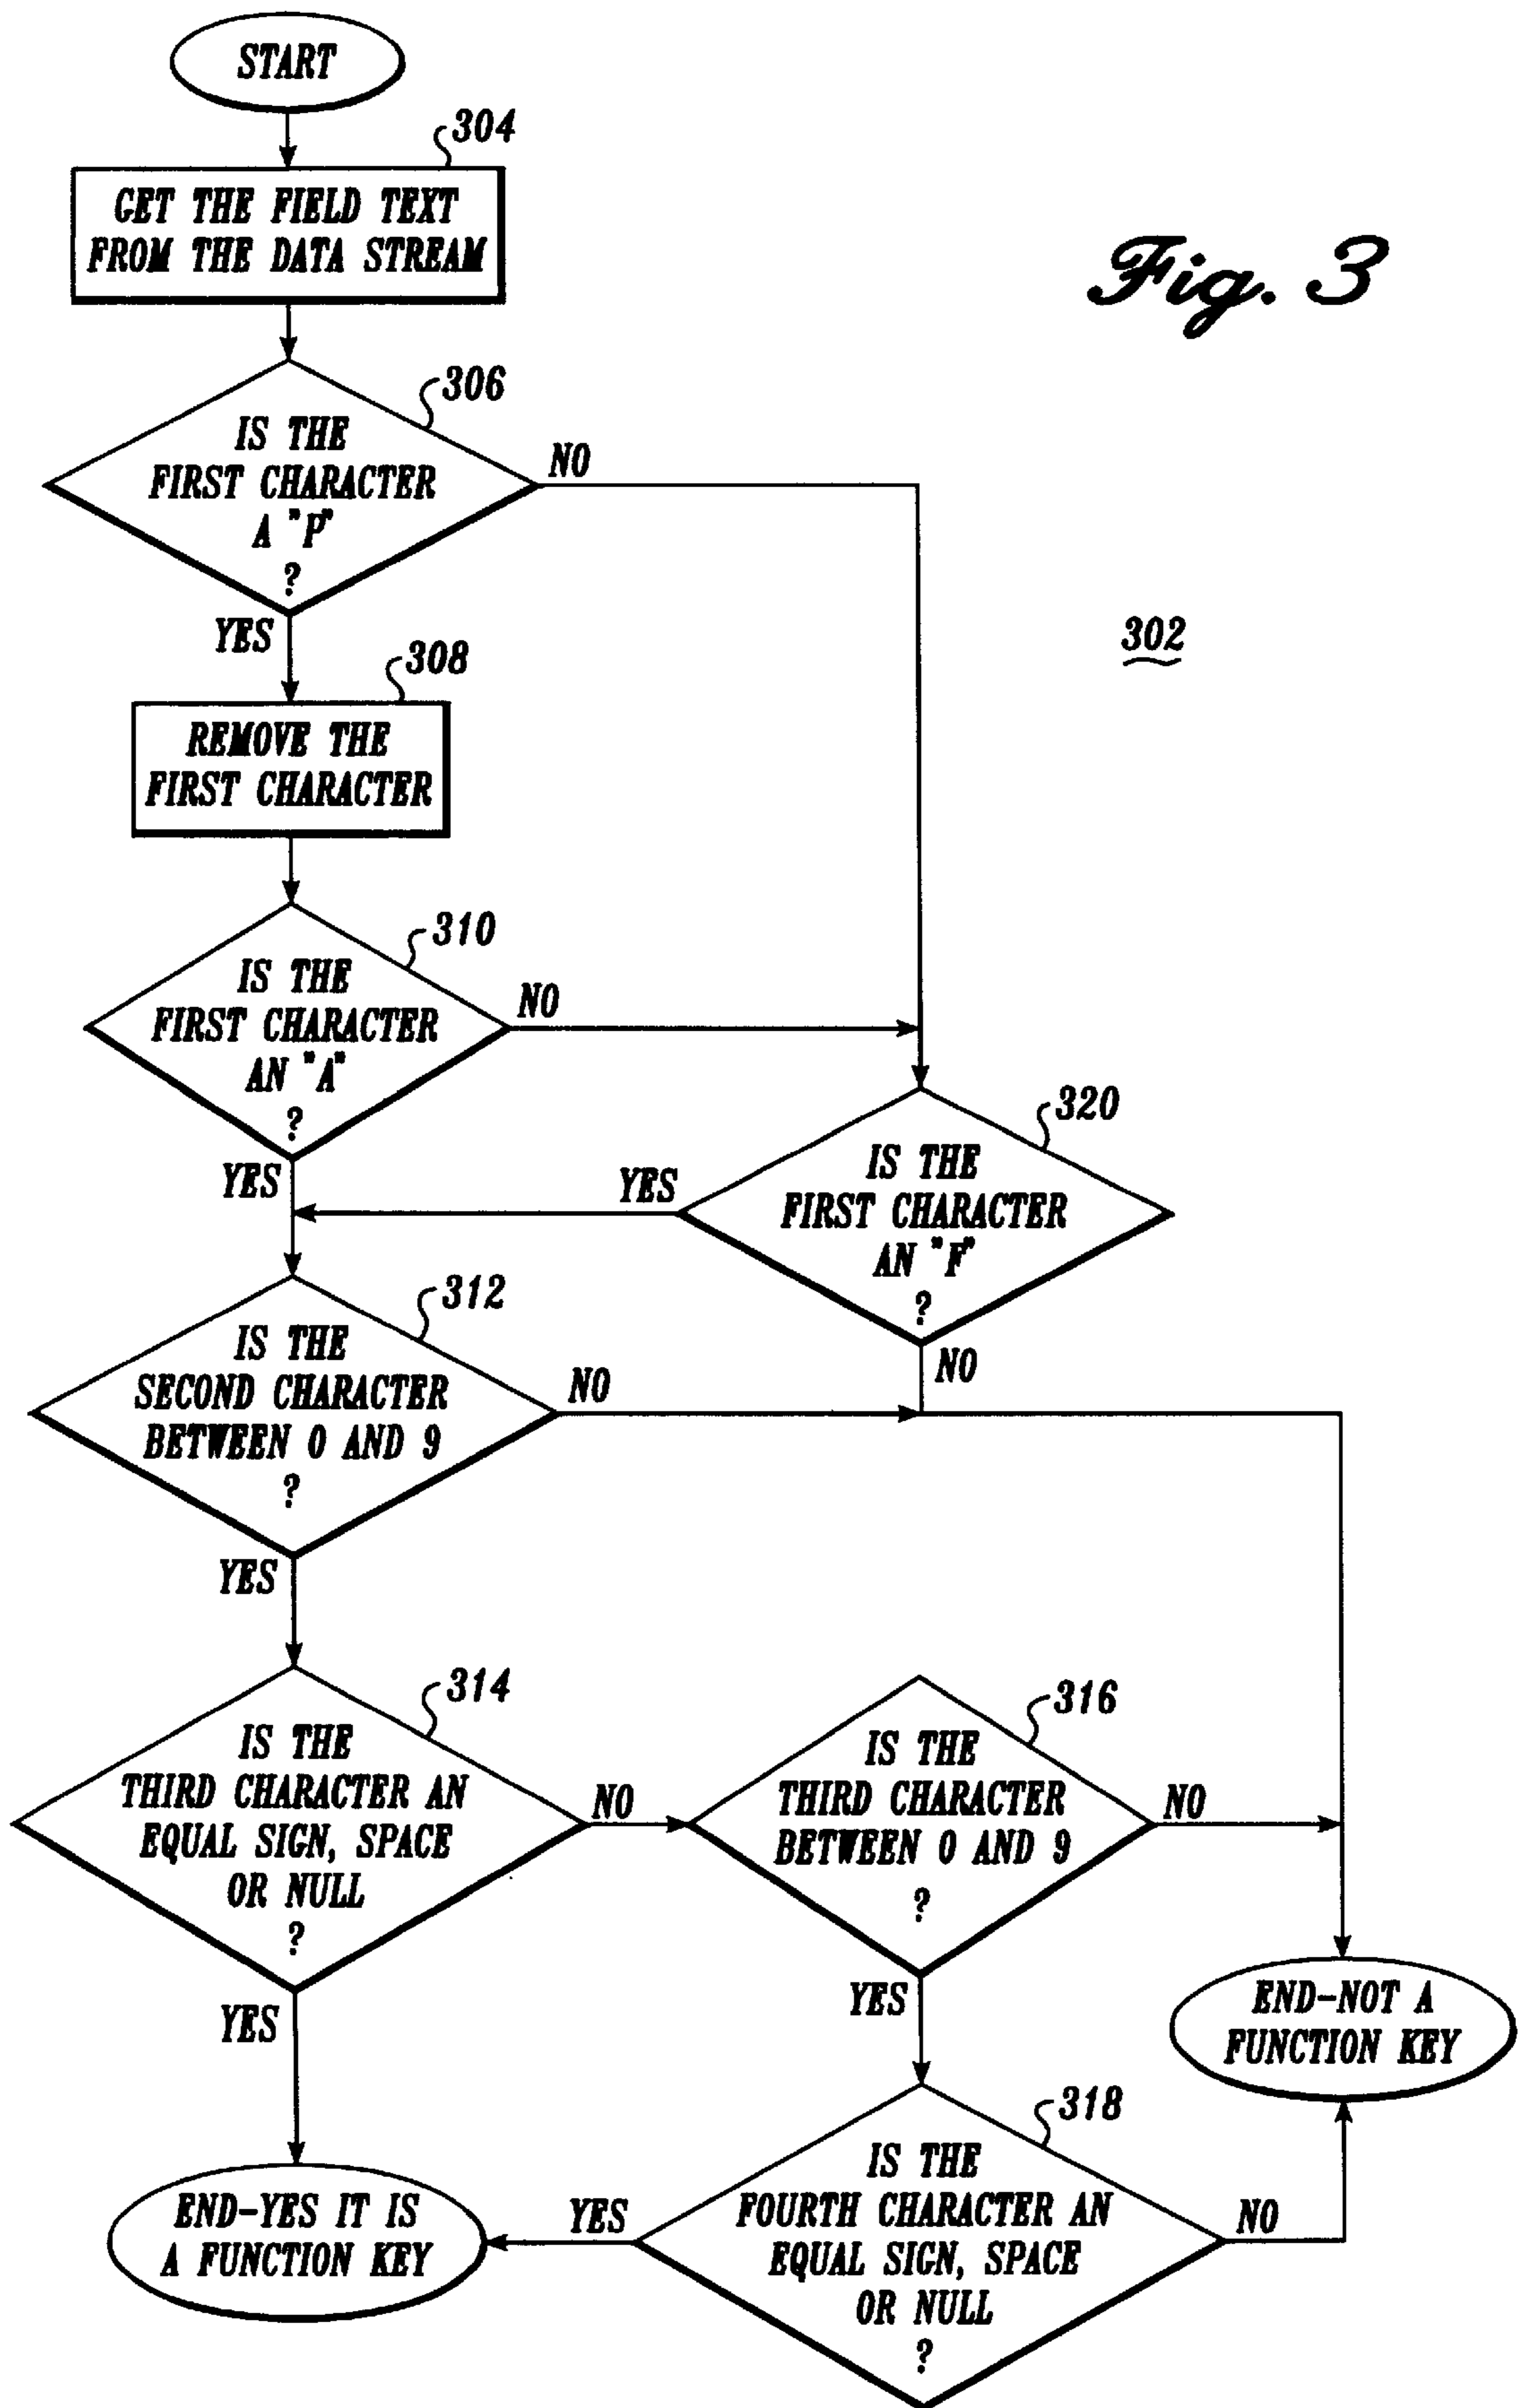 START
304
GET THE FIELD TEXT
FROM THE DATA STREAM
Fig. 3
306
IS THE
FIRST CHARACTER
A "P"
?
NO
YES
302
308
REMOVE THE
FIRST CHARACTER
310
IS THE
FIRST CHARACTER
AN "A"
?
NO
YES
320
IS THE
FIRST CHARACTER
AN "F"
?
YES
NO
312
IS THE
SECOND CHARACTER
BETWEEN 0 AND 9
?
NO
YES
314
IS THE
THIRD CHARACTER AN
EQUAL SIGN, SPACE
OR NULL
?
NO
YES
316
IS THE
THIRD CHARACTER
BETWEEN 0 AND 9
?
NO
YES
END-NOT A
FUNCTION KEY
318
IS THE
FOURTH CHARACTER AN
EQUAL SIGN, SPACE
OR NULL
?
YES
NO
END-YES IT IS
A FUNCTION KEY